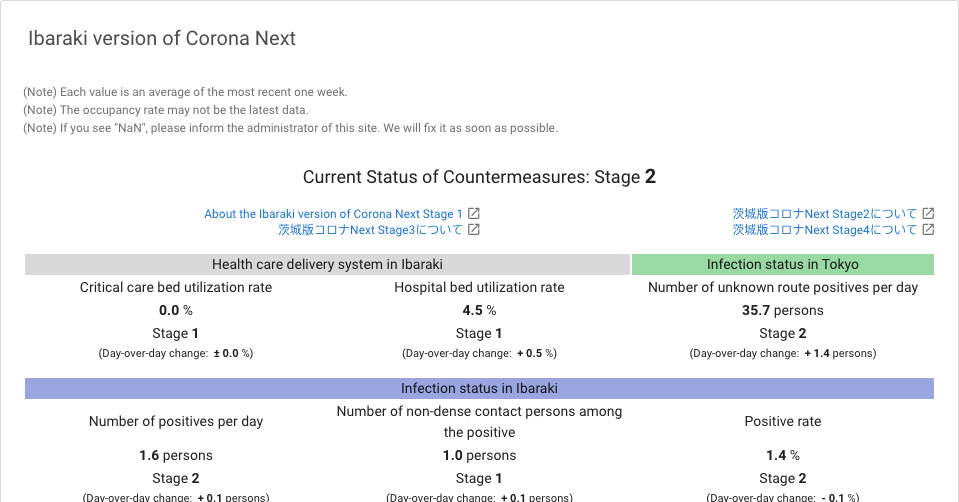 Ibaraki version of Corona Next
(Note) Each value is an average of the most recent one week.
(Note) The occupancy rate may not be the latest data.
(Note) If you see "NaN", please inform the administrator of this site. We will fix it as soon as possible.
Current Status of Countermeasures: Stage 2
About the Ibaraki version of Corona Next Stage 1 茨城版コロナNext Stage2について
茨城版コロナNext Stage3について 茨城版コロナNext Stage4について
Health care delivery system in Ibaraki Infection status in Tokyo
Critical care bed utilization rate Hospital bed utilization rate Number of unknown route positives per day
0.0 % 4.5 % 35.7 persons
Stage 1 Stage 1 Stage 2
(Day-over-day change: ± 0.0 %) (Day-over-day change: + 0.5 %) (Day-over-day change: + 1.4 persons)
Infection status in Ibaraki
Number of positives per day Number of non-dense contact persons among the positive Positive rate
1.6 persons 1.0 persons 1.4 %
Stage 2 Stage 1 Stage 2
(Day-over-day change: + 0.1 persons) (Day-over-day change: + 0.1 persons) (Day-over-day change: - 0.1 %)